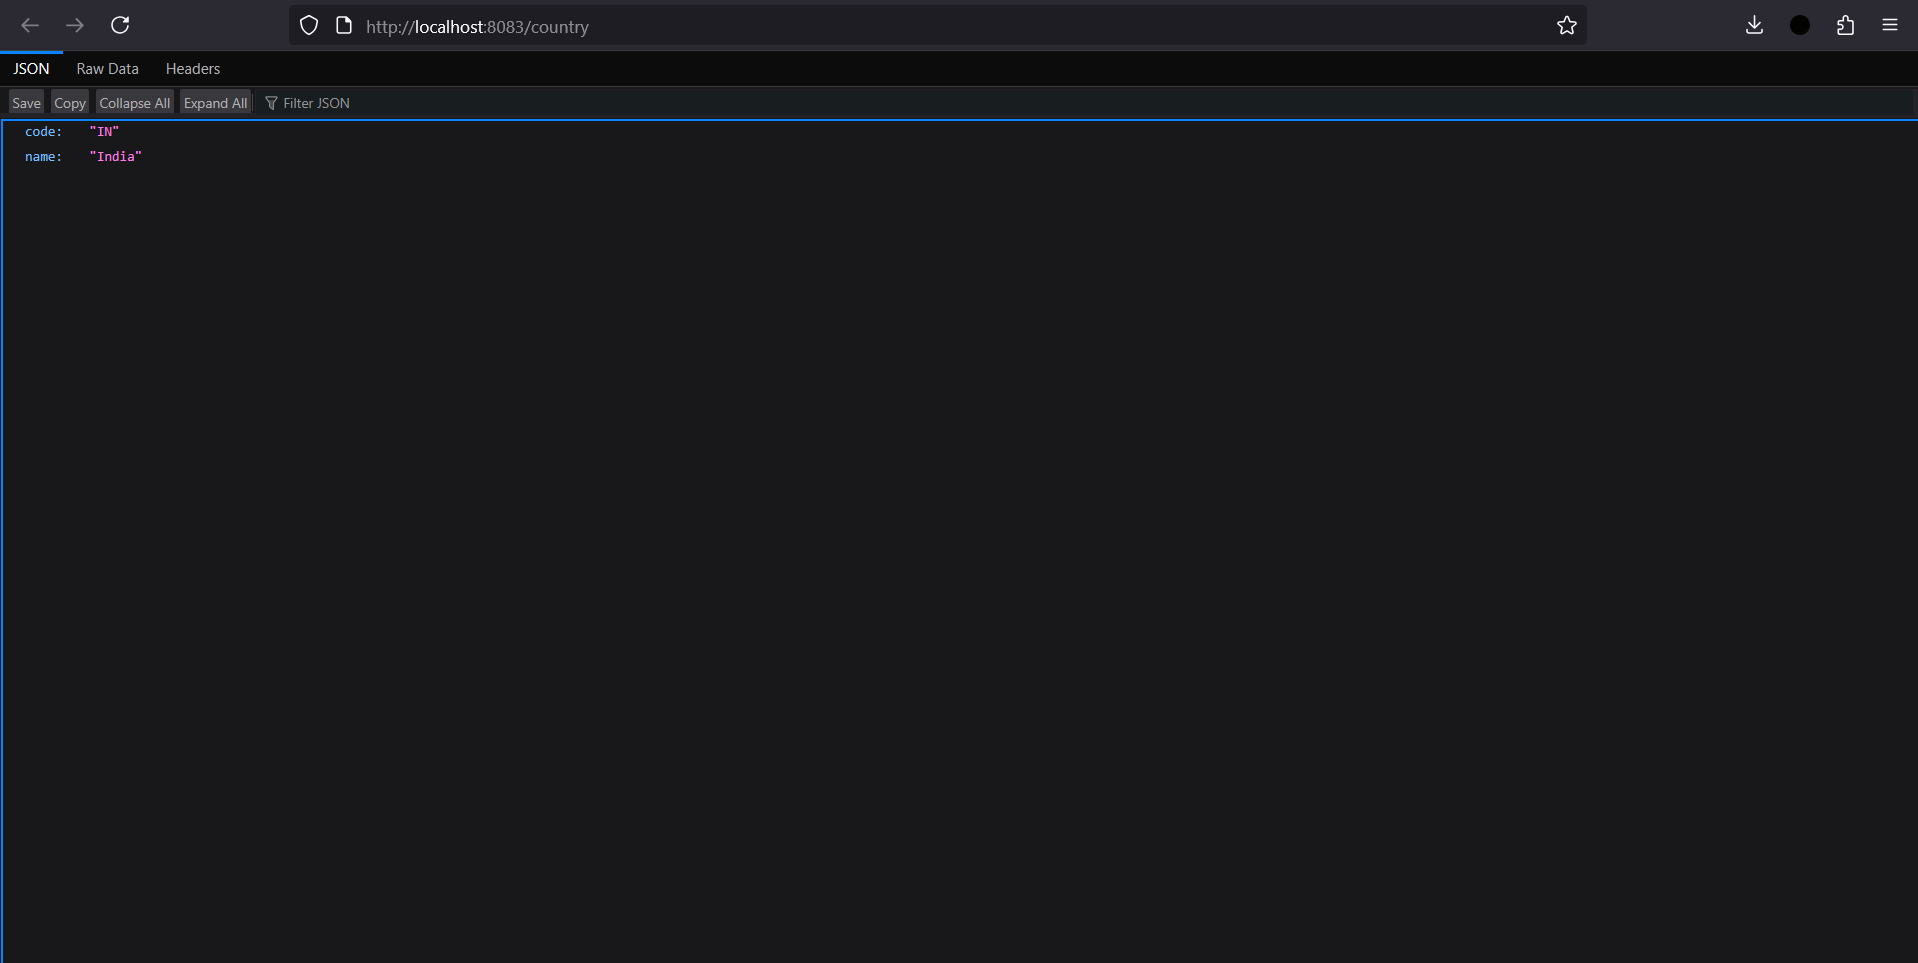 http://localhost:8083/country
JSON Raw Data Headers
Save Copy Collapse All Expand All Filter JSON
code: "IN"
name: "India"